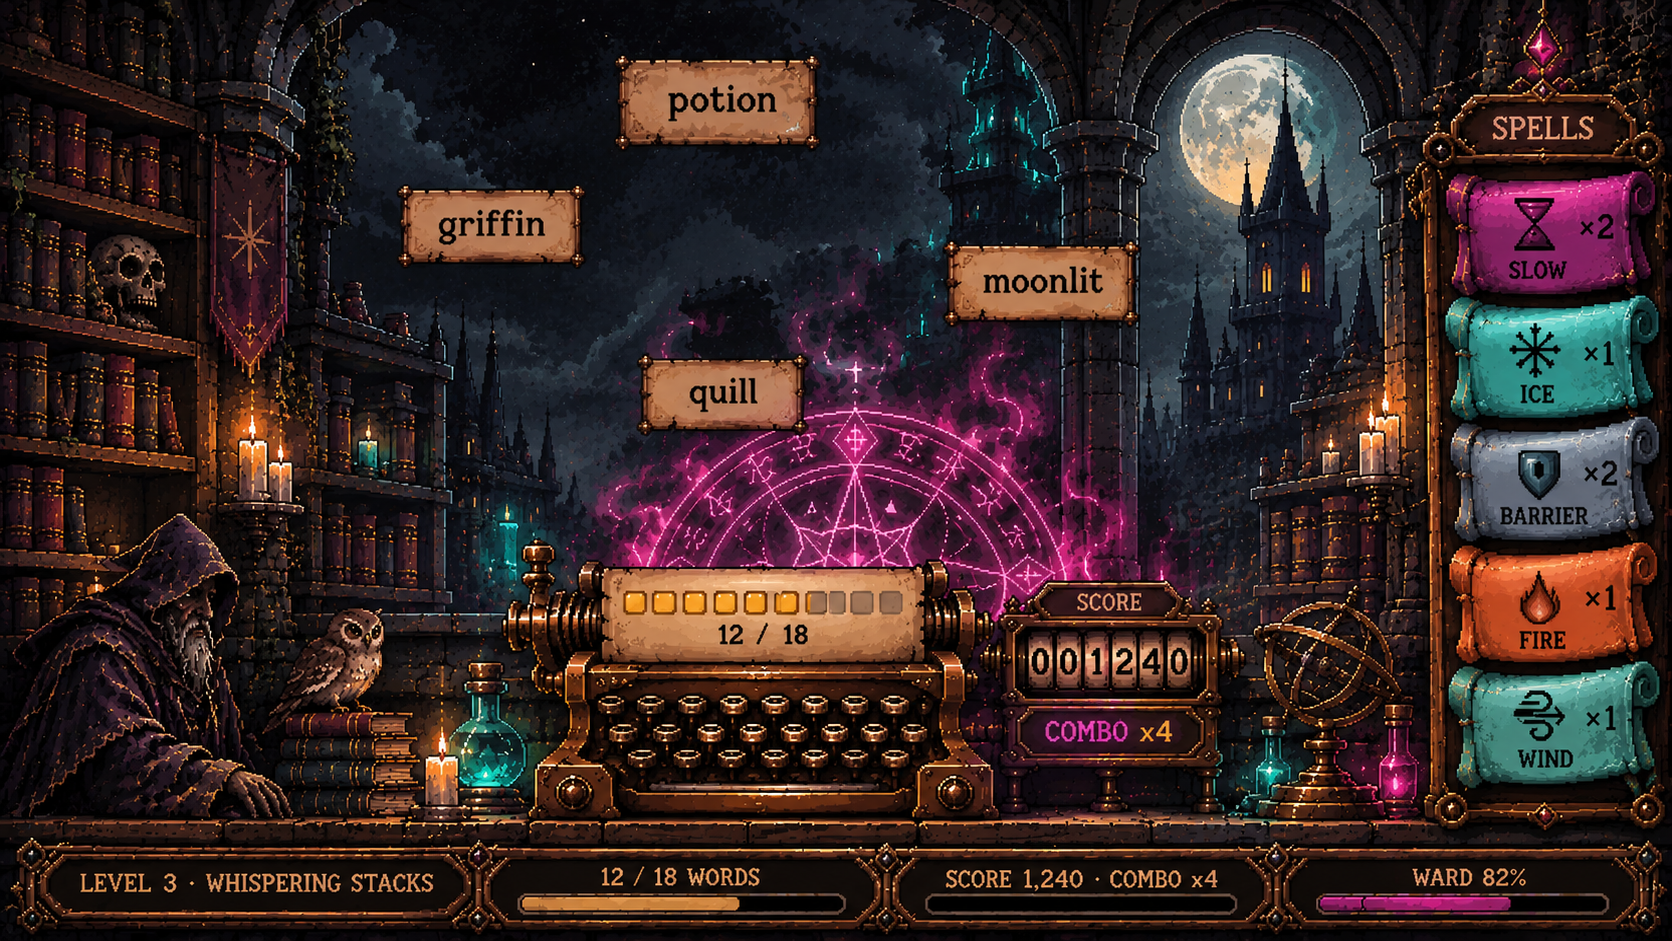 potion
griffin
moonlit
quill
12 / 18
SCORE
001240
COMBO x4
SPELLS
×2
SLOW
×1
ICE
×2
BARRIER
×1
FIRE
×1
WIND
LEVEL 3 · WHISPERING STACKS
12 / 18 WORDS
SCORE 1,240 · COMBO x4
WARD 82%